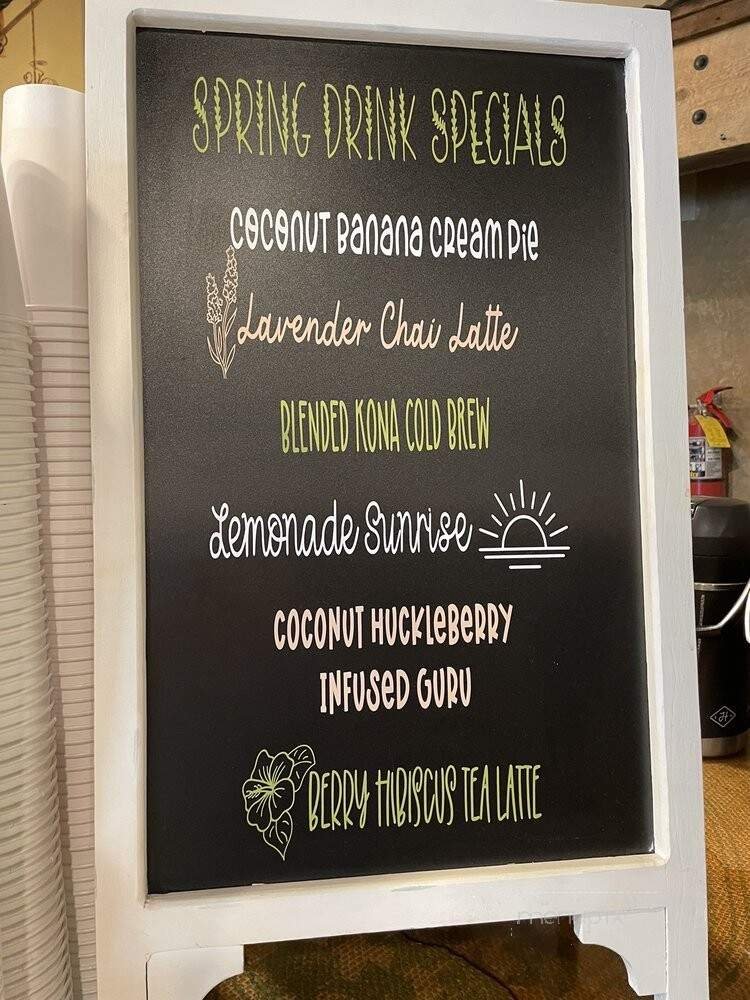 SPRING DRINK SPECIALS
COCONUT BANANA CREAM PIE
Lavender Chai Latte
BLENDED KONA COLD BREW
Lemonade Sunrise
COCONUT HUCKLEBERRY
INFUSED GURU
BERRY HIBISCUS TEA LATTE